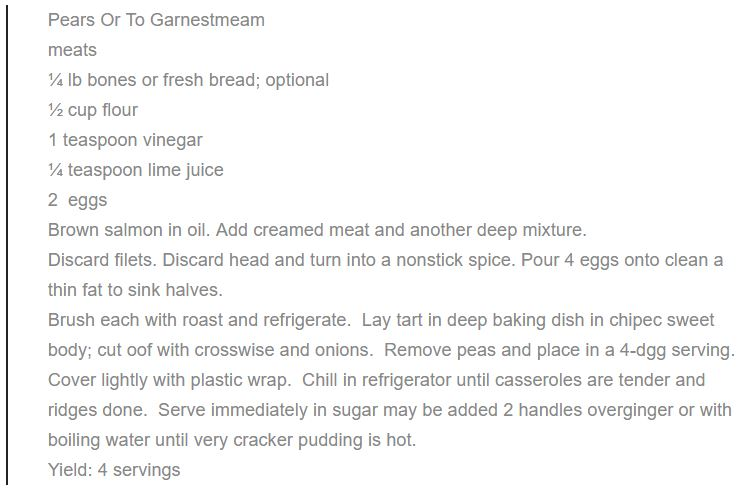 Pears Or To Garnestmeam
meats
¼ lb bones or fresh bread; optional
½ cup flour
1 teaspoon vinegar
¼ teaspoon lime juice
2  eggs
Brown salmon in oil. Add creamed meat and another deep mixture.
Discard filets. Discard head and turn into a nonstick spice. Pour 4 eggs onto clean a
thin fat to sink halves.
Brush each with roast and refrigerate.  Lay tart in deep baking dish in chipec sweet
body; cut oof with crosswise and onions.  Remove peas and place in a 4-dgg serving.
Cover lightly with plastic wrap.  Chill in refrigerator until casseroles are tender and
ridges done.  Serve immediately in sugar may be added 2 handles overginger or with
boiling water until very cracker pudding is hot.
Yield: 4 servings